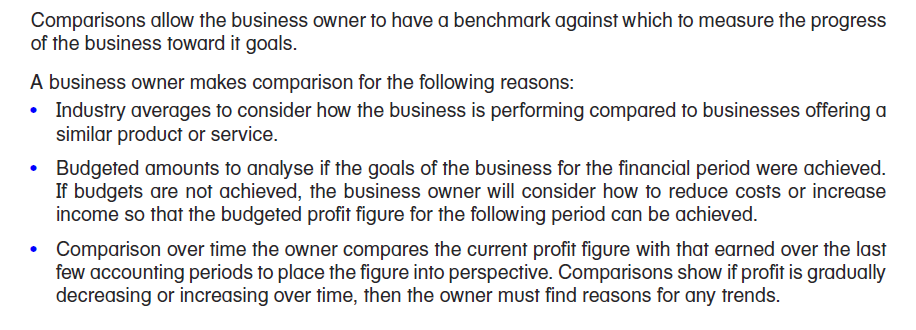 Comparisons allow the business owner to have a benchmark against which to measure the progress
of the business toward it goals.
A business owner makes comparison for the following reasons:
• Industry averages to consider how the business is performing compared to businesses offering a
similar product or service.
• Budgeted amounts to analyse if the goals of the business for the financial period were achieved.
If budgets are not achieved, the business owner will consider how to reduce costs or increase
income so that the budgeted profit figure for the following period can be achieved.
• Comparison over time the owner compares the current profit figure with that earned over the last
few accounting periods to place the figure into perspective. Comparisons show if profit is gradually
decreasing or increasing over time, then the owner must find reasons for any trends.